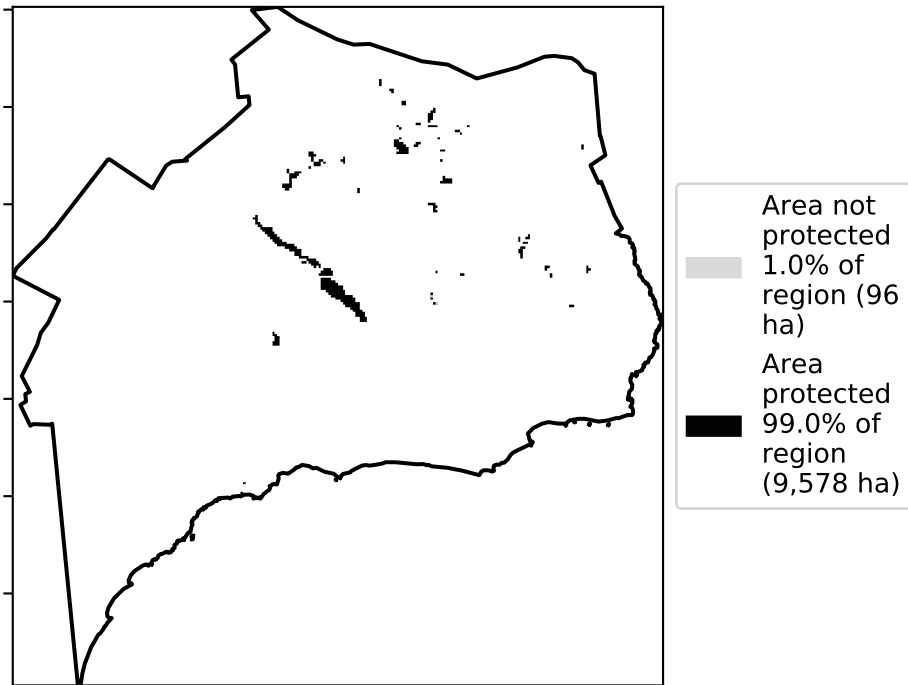 Area not
protected
1.0% of
region (96
ha)
Area
protected
99.0% of
region
(9,578 ha)